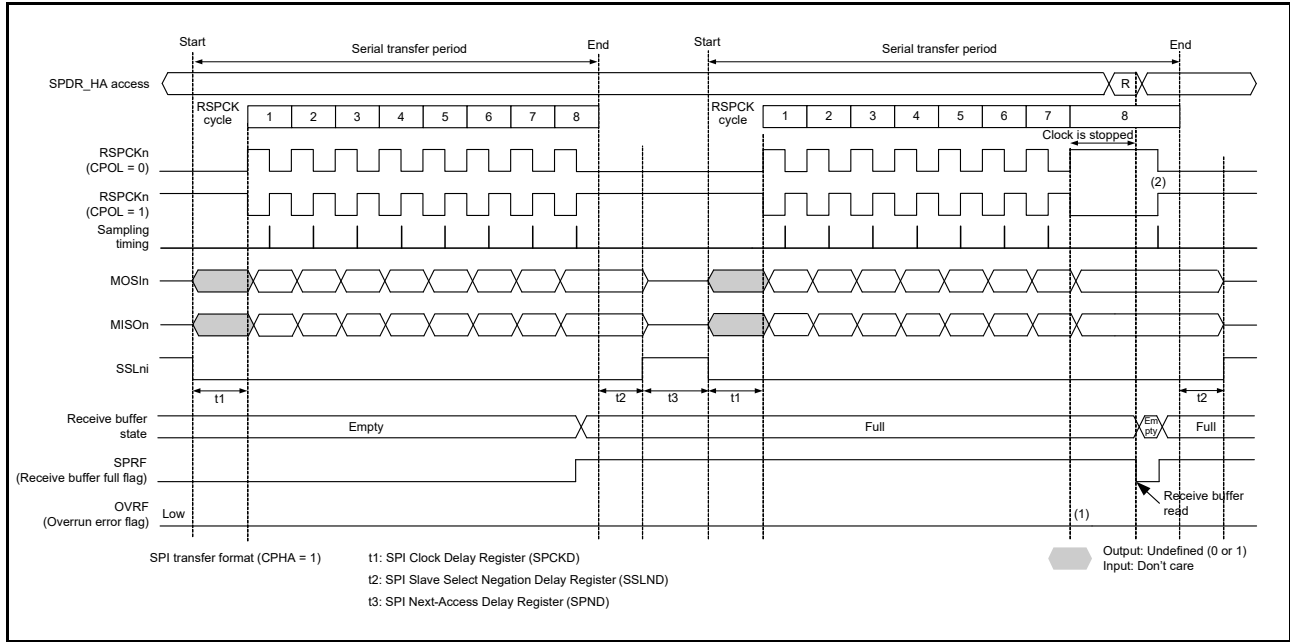 Start Serial transfer period End Start Serial transfer period End
SPDR_HA access R
RSPCK
cycle 1 2 3 4 5 6 7 8 RSPCK
cycle 1 2 3 4 5 6 7 8
Clock is stopped
RSPCKn
(CPOL = 0)
(2)
RSPCKn
(CPOL = 1)
Sampling
timing
MOSIn
MISOn
SSLni
t1 t2 t3 t1 t2
Receive buffer
state Empty Full Em
pty Full
SPRF
(Receive buffer full flag)
Receive buffer
read
OVRF
(Overrun error flag) Low (1)
SPI transfer format (CPHA = 1)
t1: SPI Clock Delay Register (SPCKD)
t2: SPI Slave Select Negation Delay Register (SSLND)
t3: SPI Next-Access Delay Register (SPND)
Output: Undefined (0 or 1)
Input: Don't care